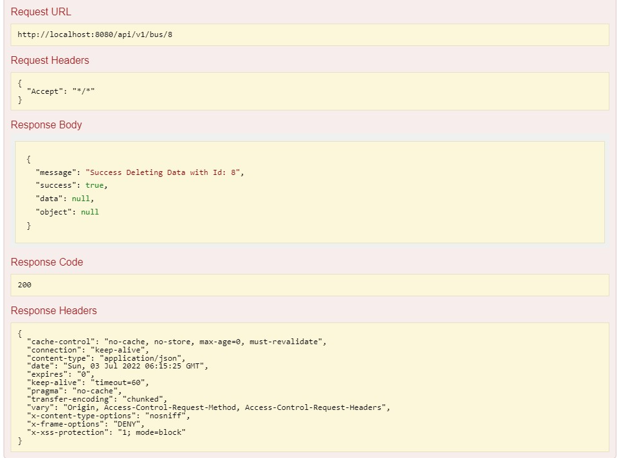 Request URL
http://localhost:8080/api/v1/bus/8
Request Headers
{
  "Accept": "*/*"
}
Response Body
{
  "message": "Success Deleting Data with Id: 8",
  "success": true,
  "data": null,
  "object": null
}
Response Code
200
Response Headers
{
  "cache-control": "no-cache, no-store, max-age=0, must-revalidate",
  "connection": "keep-alive",
  "content-type": "application/json",
  "date": "Sun, 03 Jul 2022 06:15:25 GMT",
  "expires": "0",
  "keep-alive": "timeout=60",
  "pragma": "no-cache",
  "transfer-encoding": "chunked",
  "vary": "Origin, Access-Control-Request-Method, Access-Control-Request-Headers",
  "x-content-type-options": "nosniff",
  "x-frame-options": "DENY",
  "x-xss-protection": "1; mode=block"
}